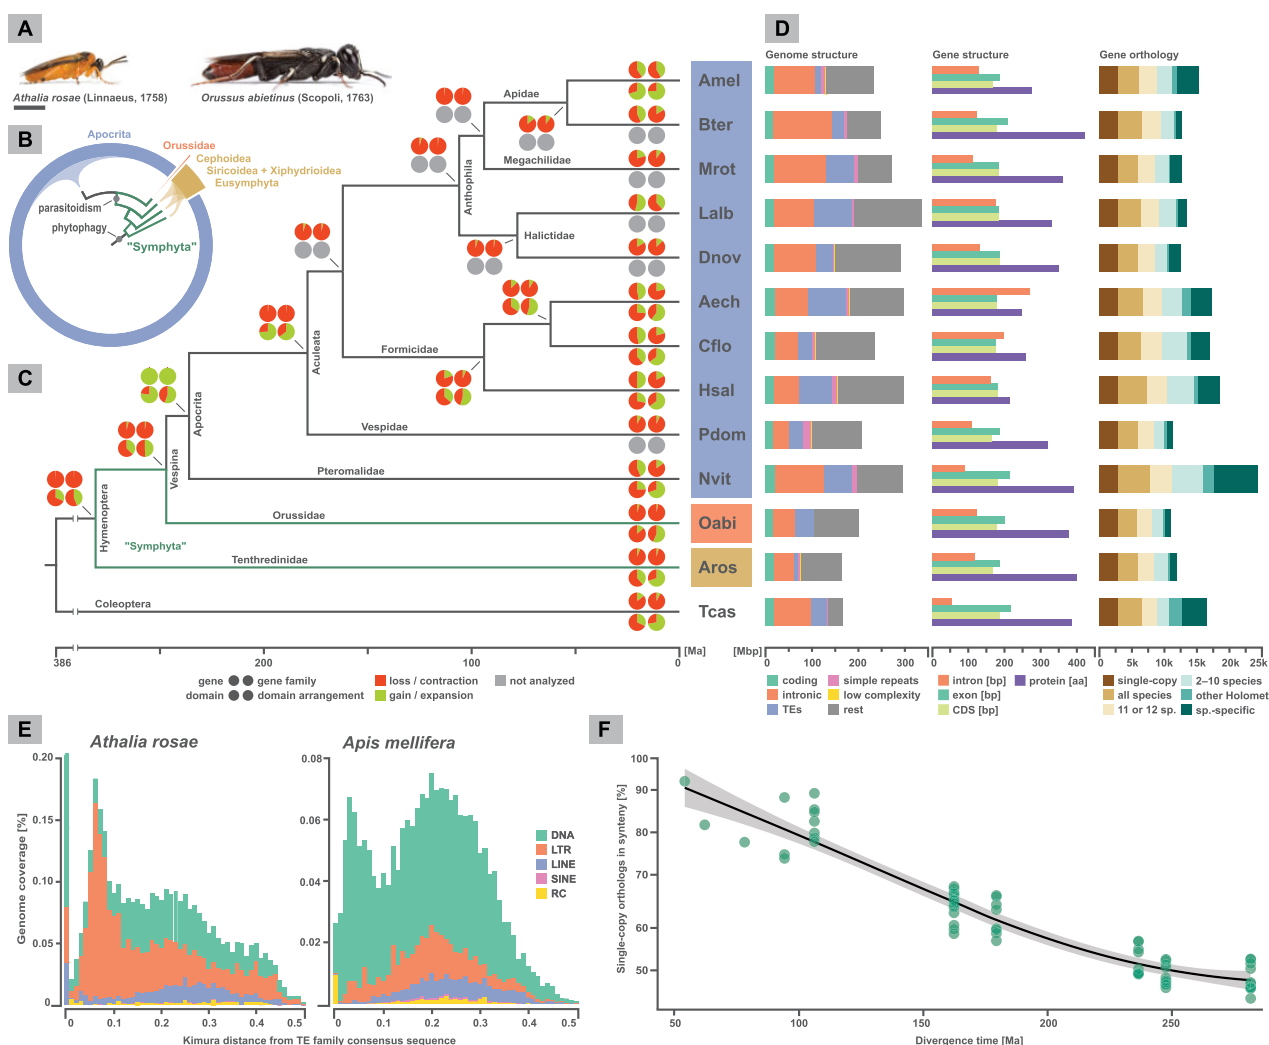 A
Athalia rosae (Linnaeus, 1758)
Orussus abietinus (Scopoli, 1763)
B
Apocrita
Orussidae
Cephoidea
Siricoidea + Xiphydrioidea
Eusymphyta
parasitoidism
phytophagy
"Symphyta"
C
Apidae
Megachilidae
Anthophila
Halictidae
Aculeata
Formicidae
Apocrita
Vespidae
Vespina
Pteromalidae
Hymenoptera
Orussidae
"Symphyta"
Tenthredinidae
Coleoptera
Amel
Bter
Mrot
Lalb
Dnov
Aech
Cflo
Hsal
Pdom
Nvit
Oabi
Aros
Tcas
386
200
100
0
[Ma]
gene
gene family
domain
domain arrangement
loss / contraction
gain / expansion
not analyzed
D
Genome structure
Gene structure
Gene orthology
[Mbp]
0 100 200 300
0 100 200 300 400
0 5k 10k 15k 20k 25k
coding
intronic
TEs
simple repeats
low complexity
rest
intron [bp]
exon [bp]
CDS [bp]
protein [aa]
single-copy
all species
11 or 12 sp.
2–10 species
other Holomet
sp.-specific
E
Athalia rosae
Apis mellifera
Genome coverage [%]
0.20
0.15
0.10
0.05
0
0.08
0.06
0.04
0.02
DNA
LTR
LINE
SINE
RC
0 0.1 0.2 0.3 0.4 0.5
0 0.1 0.2 0.3 0.4 0.5
Kimura distance from TE family consensus sequence
F
Single-copy orthologs in synteny [%]
100
90
80
70
60
50
50 100 150 200 250
Divergence time [Ma]